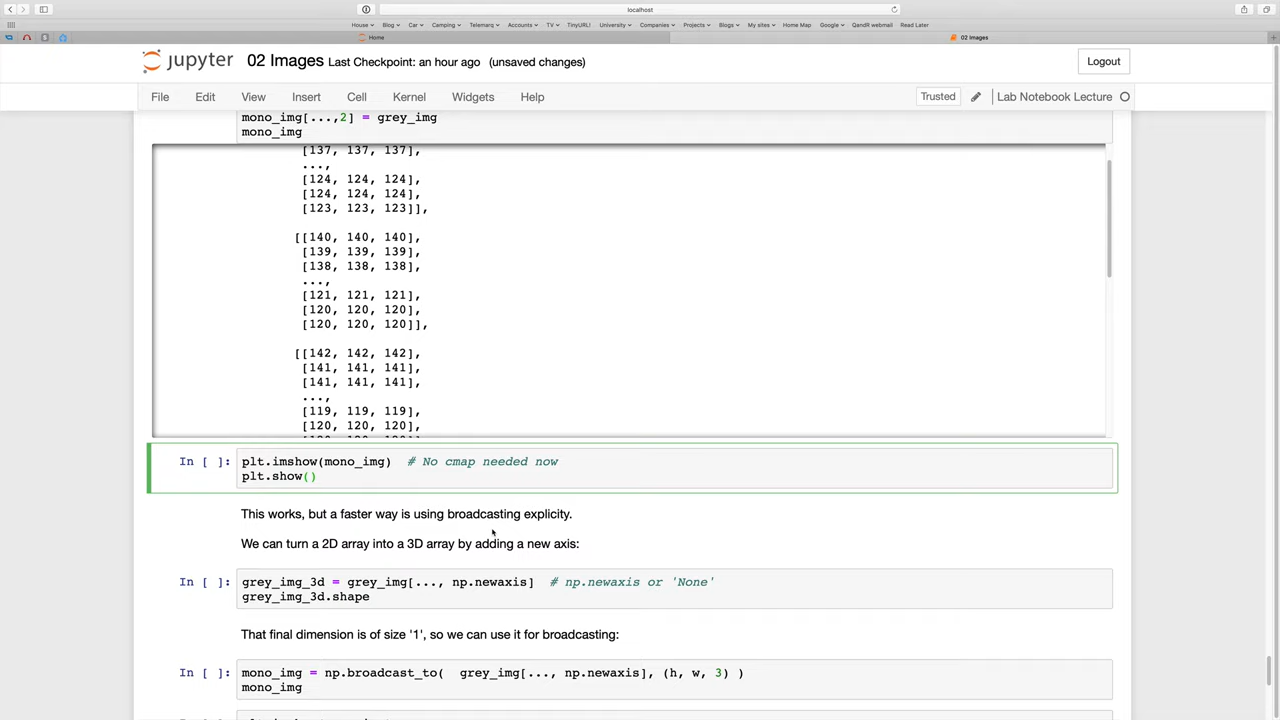 localhost
House Blog Car Camping Telemarq Accounts TV TinyURL! University Companies Projects Blogs My sites Home Map Google QandR webmail Read Later
Home
02 Images
jupyter 02 Images Last Checkpoint: an hour ago (unsaved changes) Logout
File Edit View Insert Cell Kernel Widgets Help Trusted Lab Notebook Lecture
mono_img[...,2] = grey_img
mono_img
[137, 137, 137],
...,
[124, 124, 124],
[124, 124, 124],
[123, 123, 123]],
[[140, 140, 140],
[139, 139, 139],
[138, 138, 138],
...,
[121, 121, 121],
[120, 120, 120],
[120, 120, 120]],
[[142, 142, 142],
[141, 141, 141],
[141, 141, 141],
...,
[119, 119, 119],
[120, 120, 120],
In [ ]: plt.imshow(mono_img) # No cmap needed now
plt.show()
This works, but a faster way is using broadcasting explicity.
We can turn a 2D array into a 3D array by adding a new axis:
In [ ]: grey_img_3d = grey_img[..., np.newaxis] # np.newaxis or 'None'
grey_img_3d.shape
That final dimension is of size '1', so we can use it for broadcasting:
In [ ]: mono_img = np.broadcast_to( grey_img[..., np.newaxis], (h, w, 3) )
mono_img